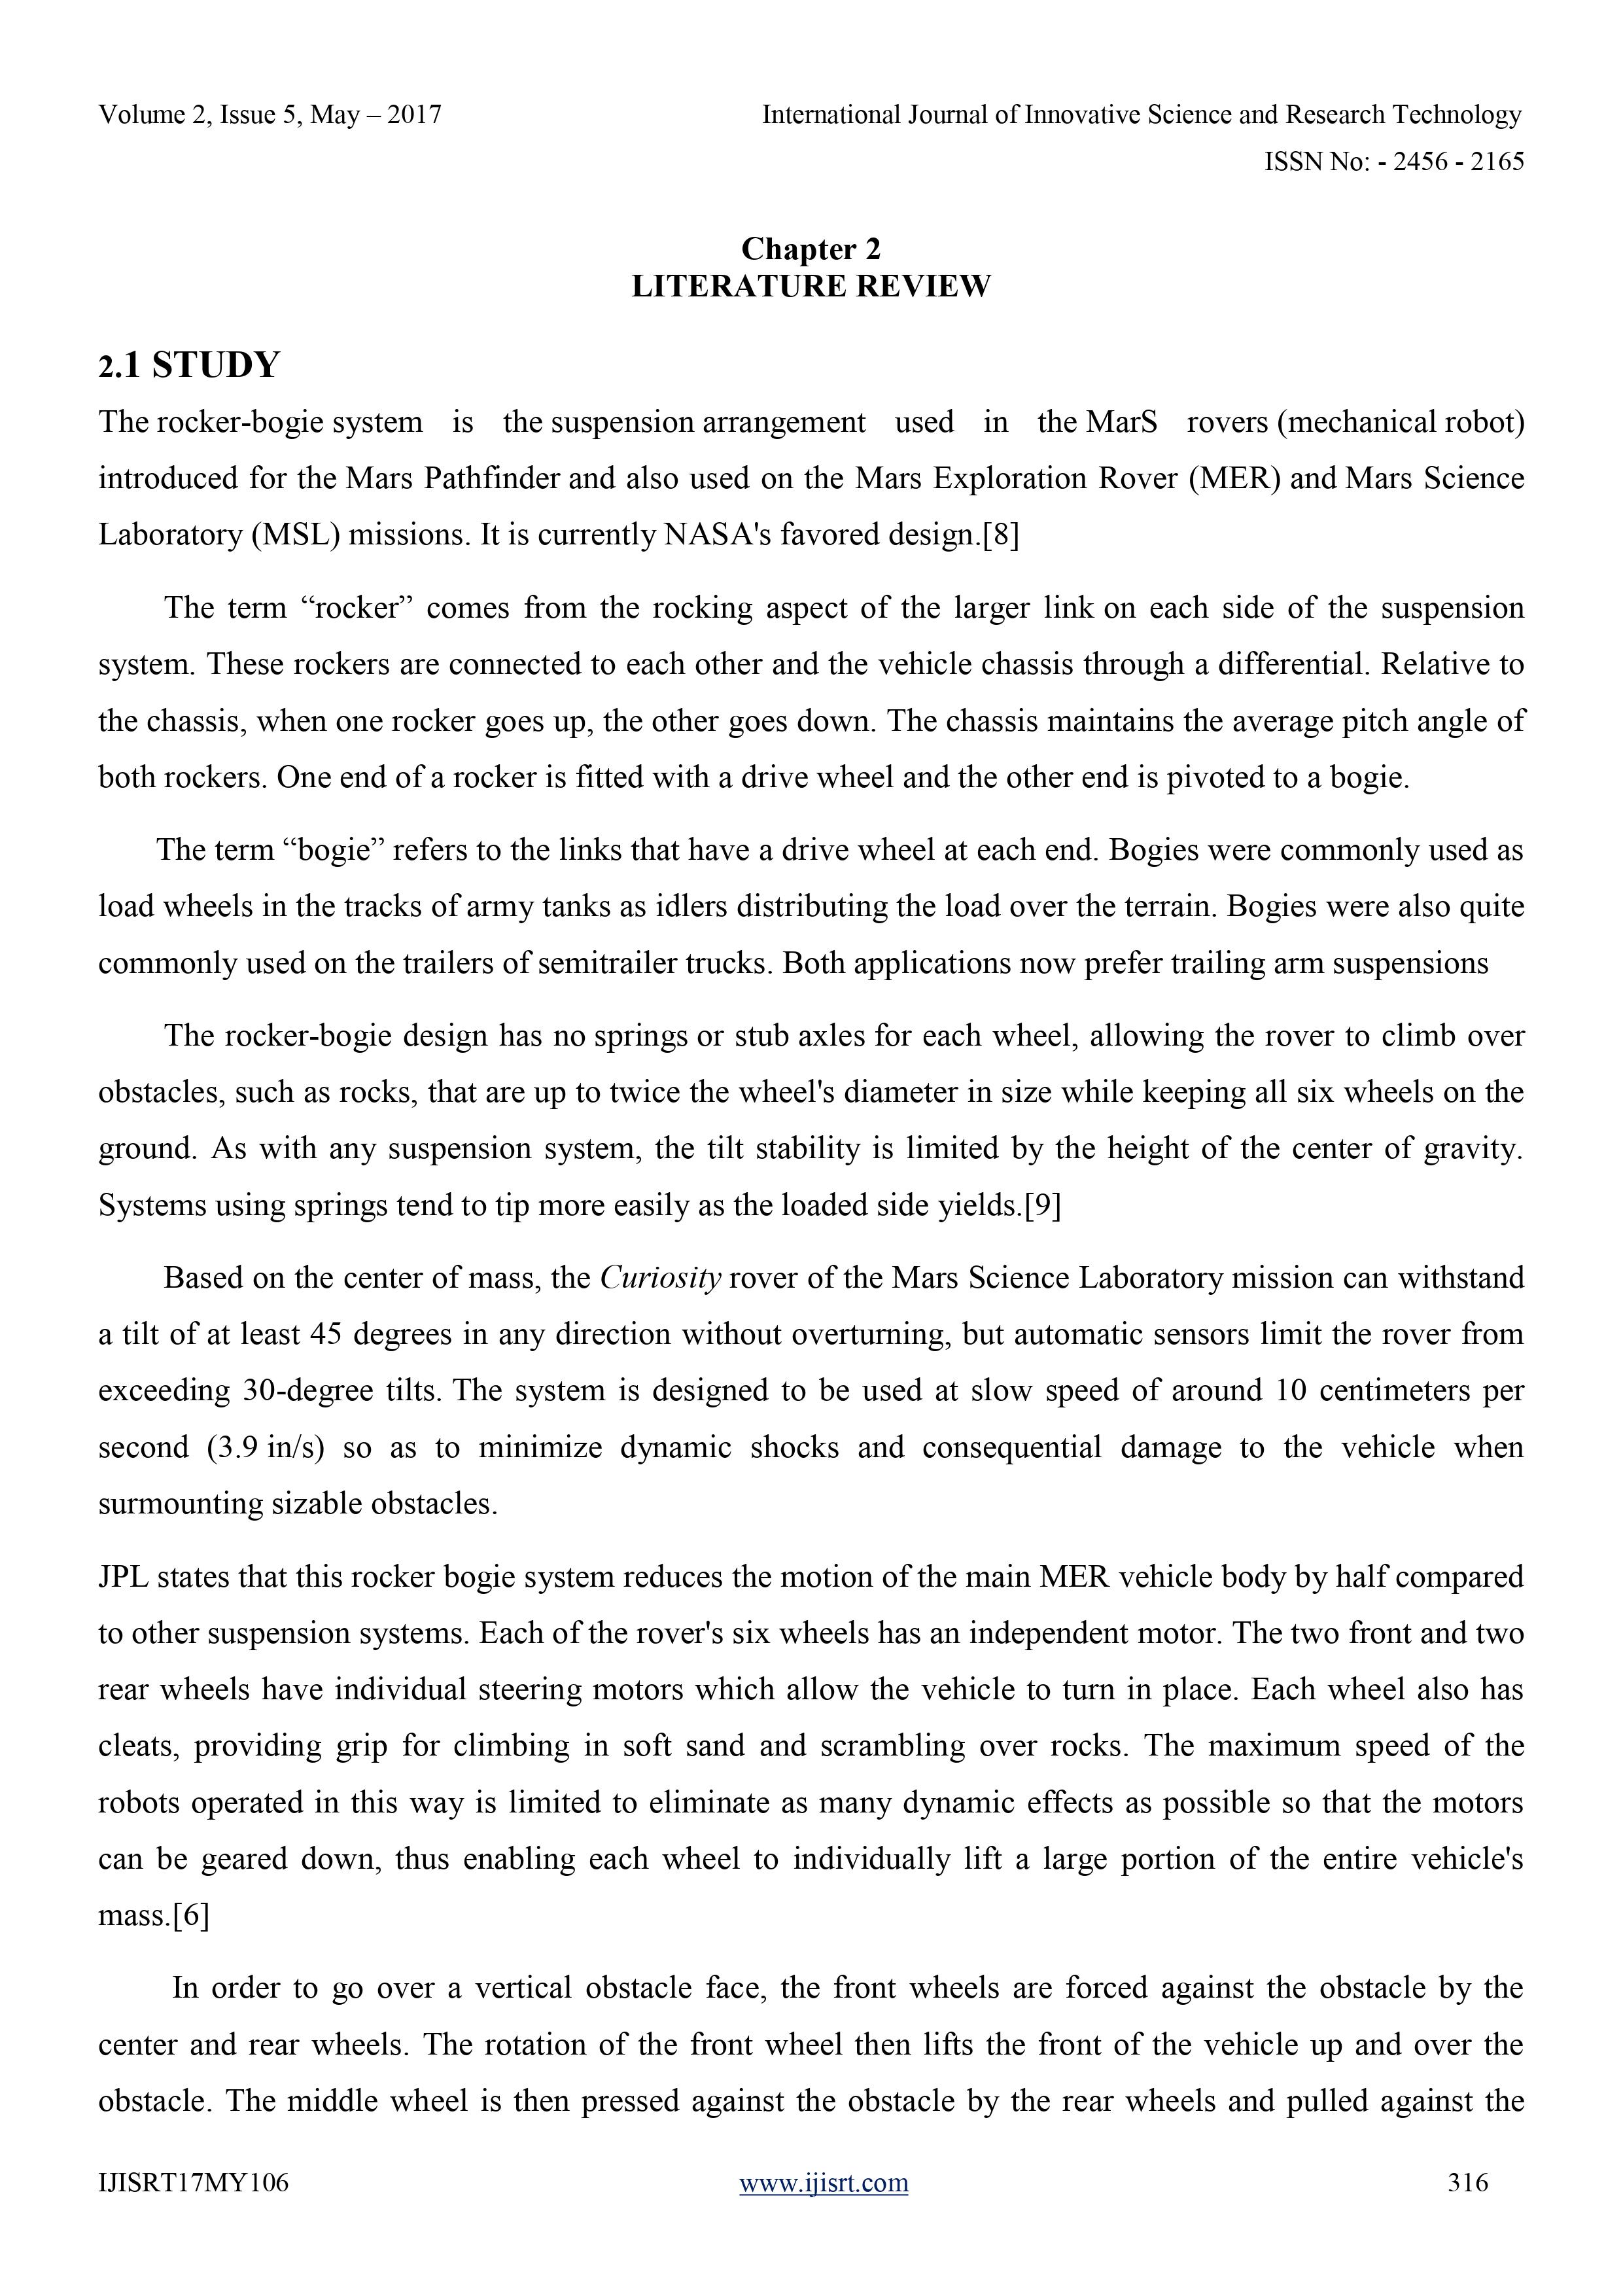 Volume 2, Issue 5, May – 2017 International Journal of Innovative Science and Research Technology
ISSN No: - 2456 - 2165
Chapter 2
LITERATURE REVIEW
2.1 STUDY
The rocker-bogie system is the suspension arrangement used in the MarS rovers (mechanical robot)
introduced for the Mars Pathfinder and also used on the Mars Exploration Rover (MER) and Mars Science
Laboratory (MSL) missions. It is currently NASA's favored design.[8]
The term “rocker” comes from the rocking aspect of the larger link on each side of the suspension
system. These rockers are connected to each other and the vehicle chassis through a differential. Relative to
the chassis, when one rocker goes up, the other goes down. The chassis maintains the average pitch angle of
both rockers. One end of a rocker is fitted with a drive wheel and the other end is pivoted to a bogie.
The term “bogie” refers to the links that have a drive wheel at each end. Bogies were commonly used as
load wheels in the tracks of army tanks as idlers distributing the load over the terrain. Bogies were also quite
commonly used on the trailers of semitrailer trucks. Both applications now prefer trailing arm suspensions
The rocker-bogie design has no springs or stub axles for each wheel, allowing the rover to climb over
obstacles, such as rocks, that are up to twice the wheel's diameter in size while keeping all six wheels on the
ground. As with any suspension system, the tilt stability is limited by the height of the center of gravity.
Systems using springs tend to tip more easily as the loaded side yields.[9]
Based on the center of mass, the Curiosity rover of the Mars Science Laboratory mission can withstand
a tilt of at least 45 degrees in any direction without overturning, but automatic sensors limit the rover from
exceeding 30-degree tilts. The system is designed to be used at slow speed of around 10 centimeters per
second (3.9 in/s) so as to minimize dynamic shocks and consequential damage to the vehicle when
surmounting sizable obstacles.
JPL states that this rocker bogie system reduces the motion of the main MER vehicle body by half compared
to other suspension systems. Each of the rover's six wheels has an independent motor. The two front and two
rear wheels have individual steering motors which allow the vehicle to turn in place. Each wheel also has
cleats, providing grip for climbing in soft sand and scrambling over rocks. The maximum speed of the
robots operated in this way is limited to eliminate as many dynamic effects as possible so that the motors
can be geared down, thus enabling each wheel to individually lift a large portion of the entire vehicle's
mass.[6]
In order to go over a vertical obstacle face, the front wheels are forced against the obstacle by the
center and rear wheels. The rotation of the front wheel then lifts the front of the vehicle up and over the
obstacle. The middle wheel is then pressed against the obstacle by the rear wheels and pulled against the
IJISRT17MY106 www.ijisrt.com 316